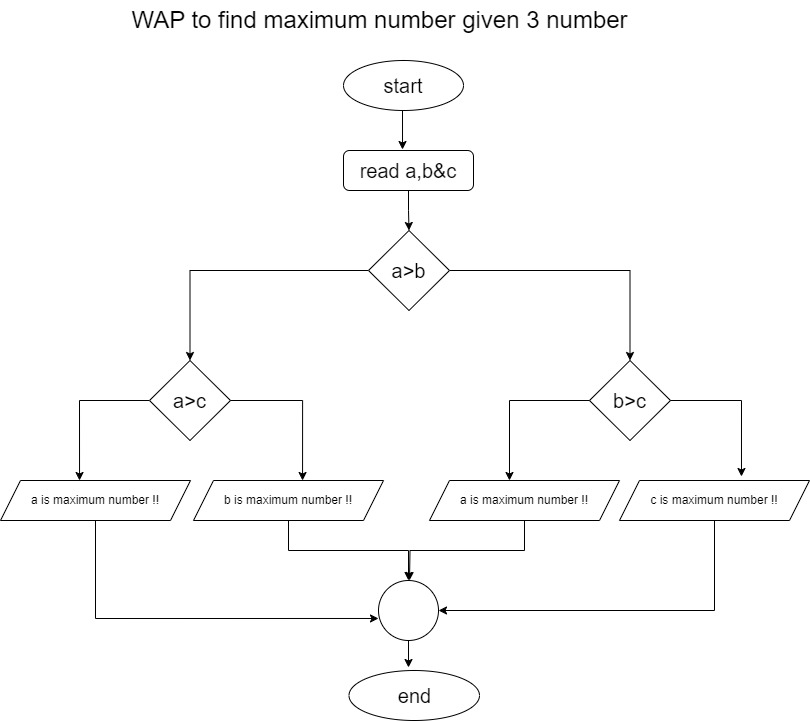 WAP to find maximum number given 3 number
start
read a,b&c
a>b
a>c
b>c
a is maximum number !!
b is maximum number !!
a is maximum number !!
c is maximum number !!
end